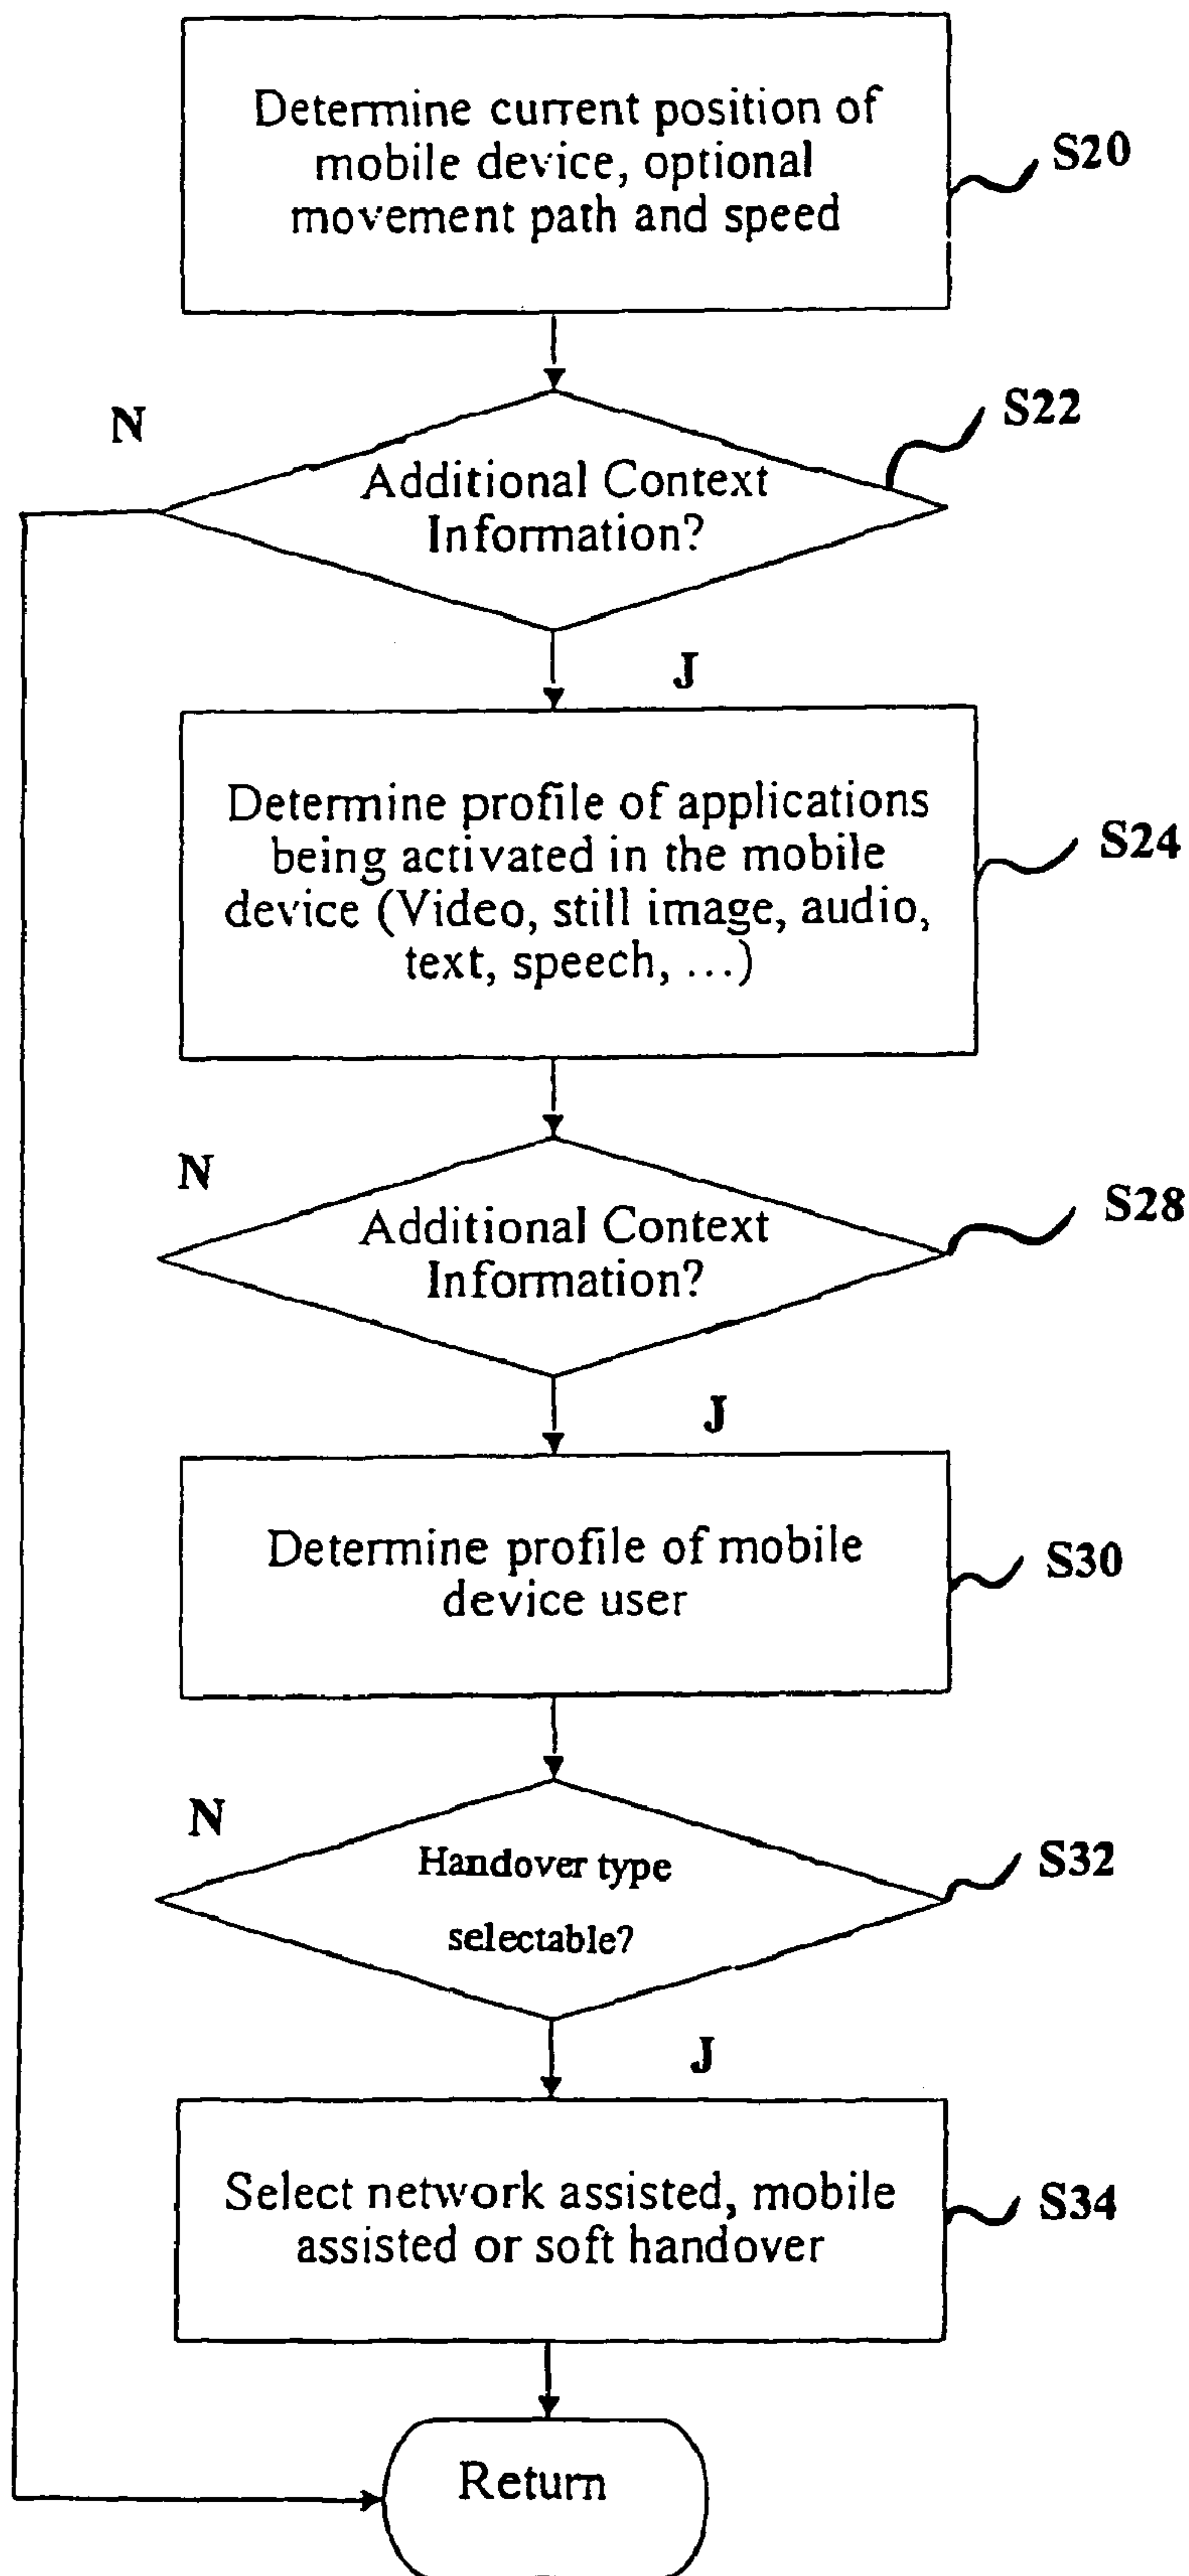 Determine current position of
mobile device, optional
movement path and speed
S20
N
S22
Additional Context
Information?
J
Determine profile of applications
being activated in the mobile
device (Video, still image, audio,
text, speech, ...)
S24
N
S28
Additional Context
Information?
J
Determine profile of mobile
device user
S30
N
Handover type
selectable?
S32
J
Select network assisted, mobile
assisted or soft handover
S34
Return